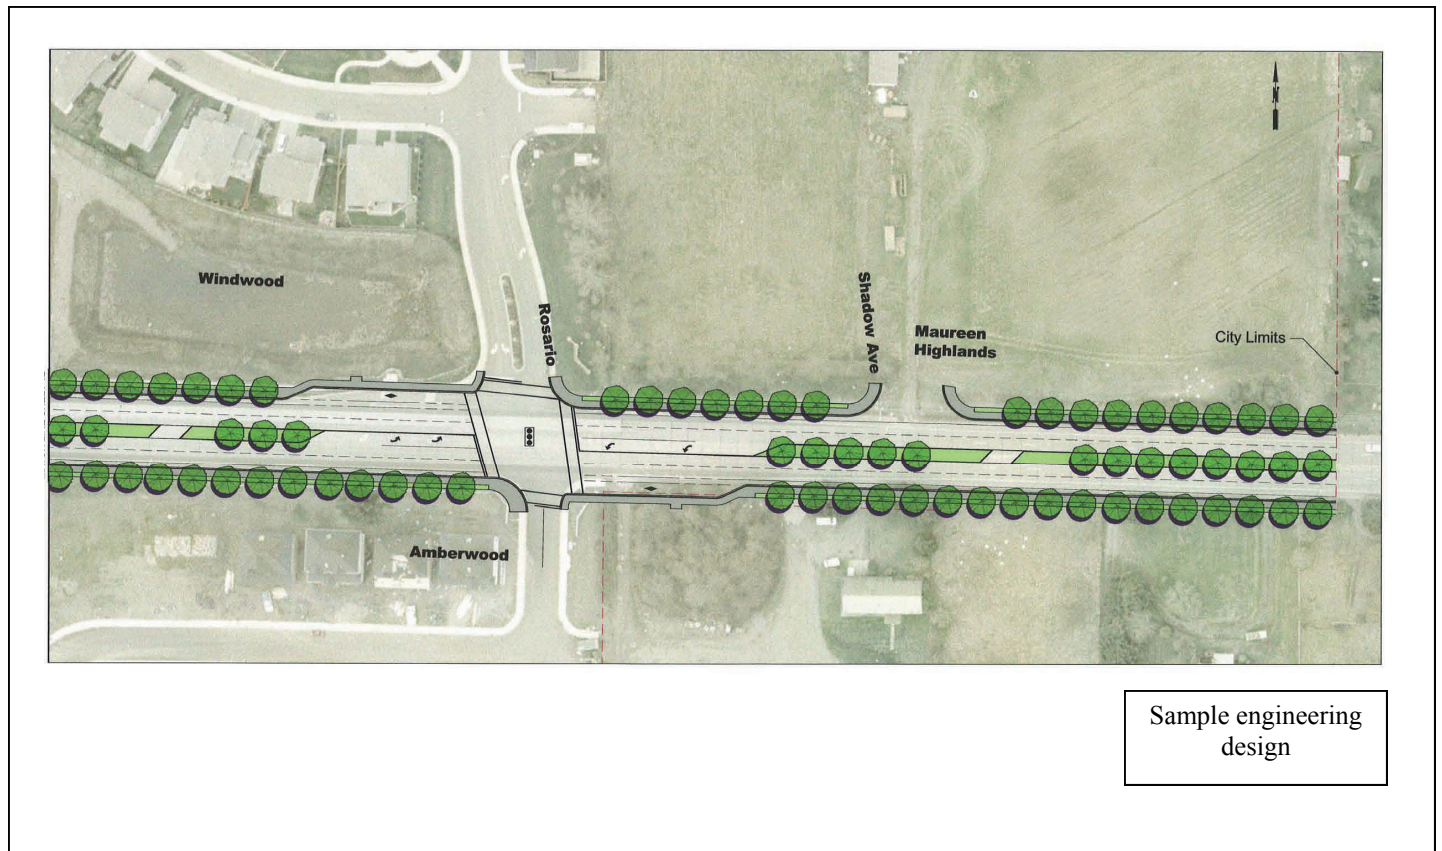 N
Windwood
Rosario
Shadow Ave
Maureen
Highlands
City Limits
Amberwood
Sample engineering
design